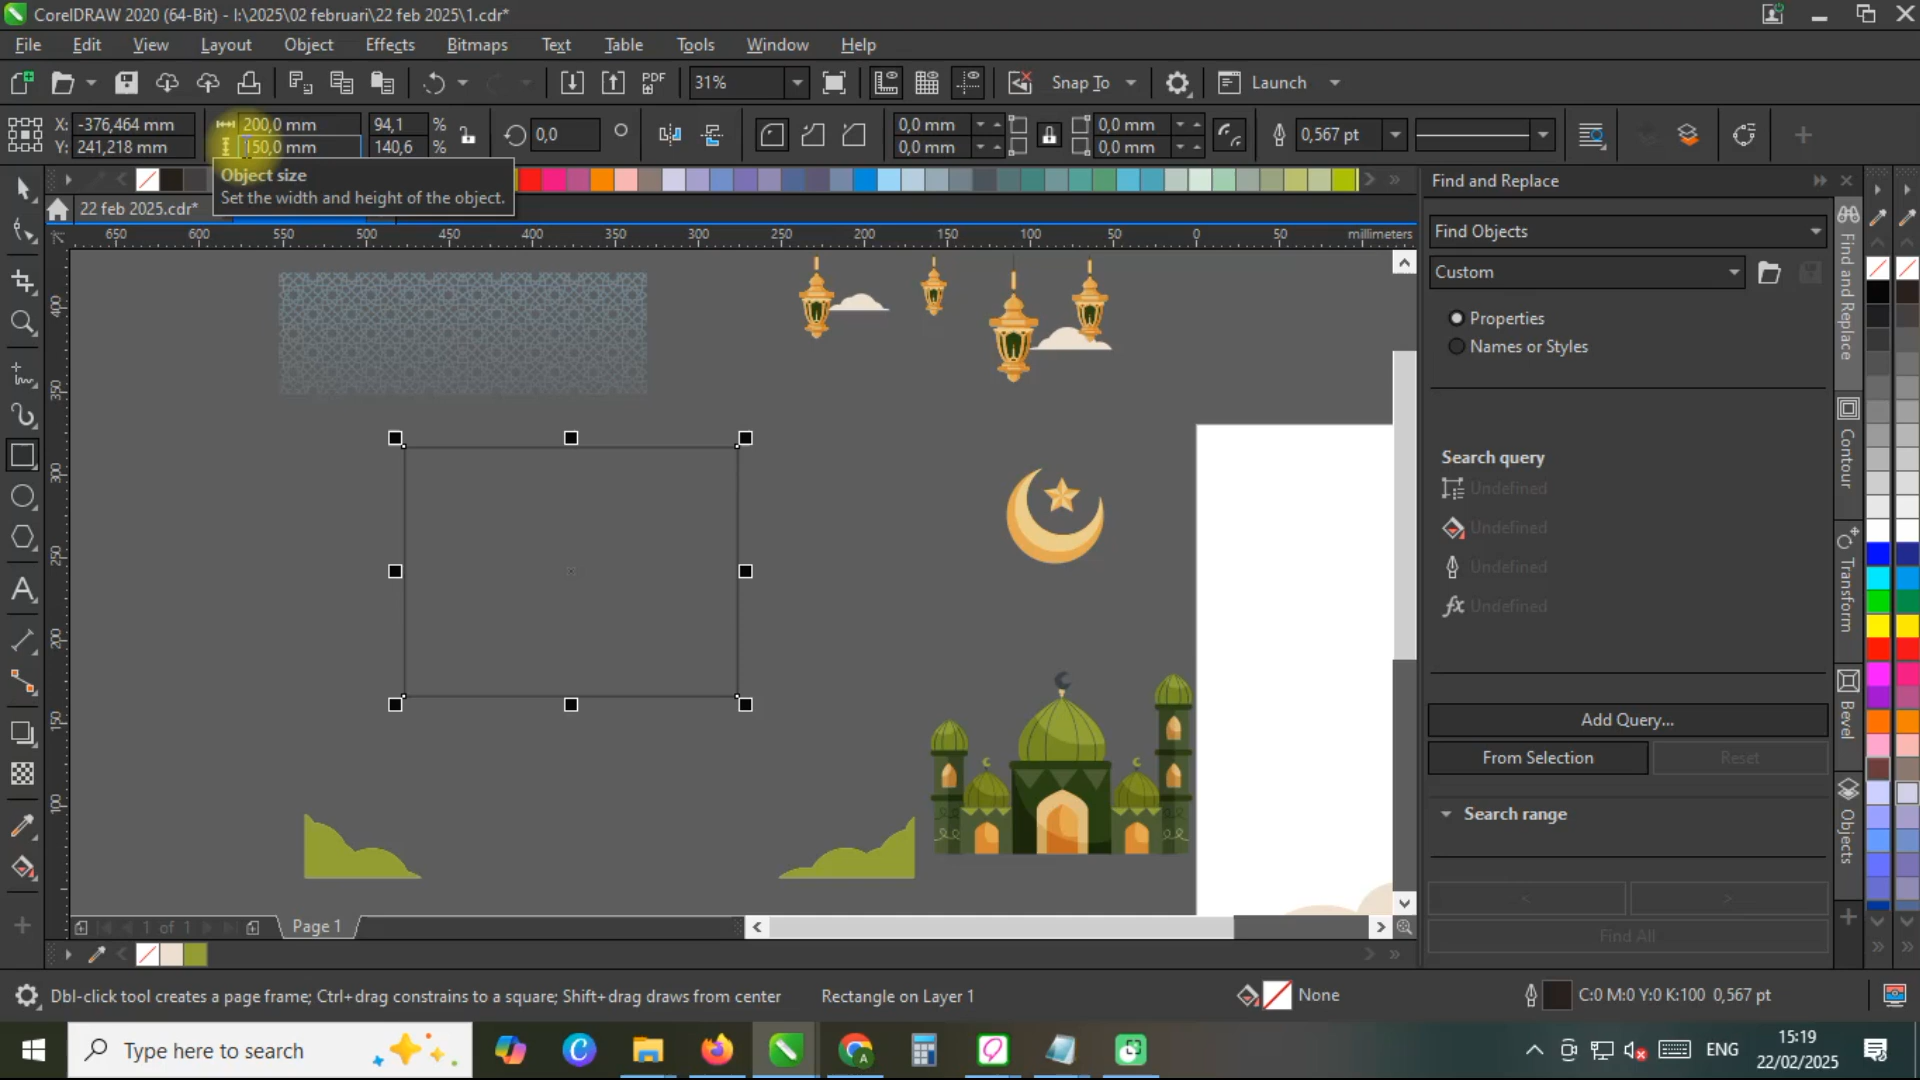 CorelDRAW 2020 (64-Bit) - I:\2025\02 februari\22 feb 2025\1.cdr*
File Edit View Layout Object Effects Bitmaps Text Table Tools Window Help
PDF 31% Snap To Launch
X: -376,464 mm 200,0 mm 94,1 % 0,0 0,0 mm 0,0 mm 0,567 pt
Y: 241,218 mm 150,0 mm 140,6 % 0,0 mm 0,0 mm
Object size
Set the width and height of the object.
22 feb 2025.cdr*
650 600 550 500 450 400 350 300 250 200 150 100 50 0 50 millimeters
400
350
300
250
200
150
100
Find and Replace
Find Objects
Custom
Properties
Names or Styles
Search query
Undefined
Undefined
Undefined
Undefined
Add Query...
From Selection Reset
Search range
< >
Find All
Find and Replace
Contour
Transform
Bevel
Objects
1 of 1 Page 1
Dbl-click tool creates a page frame; Ctrl+drag constrains to a square; Shift+drag draws from center Rectangle on Layer 1 None C:0 M:0 Y:0 K:100 0,567 pt
Type here to search
ENG
15:19
22/02/2025